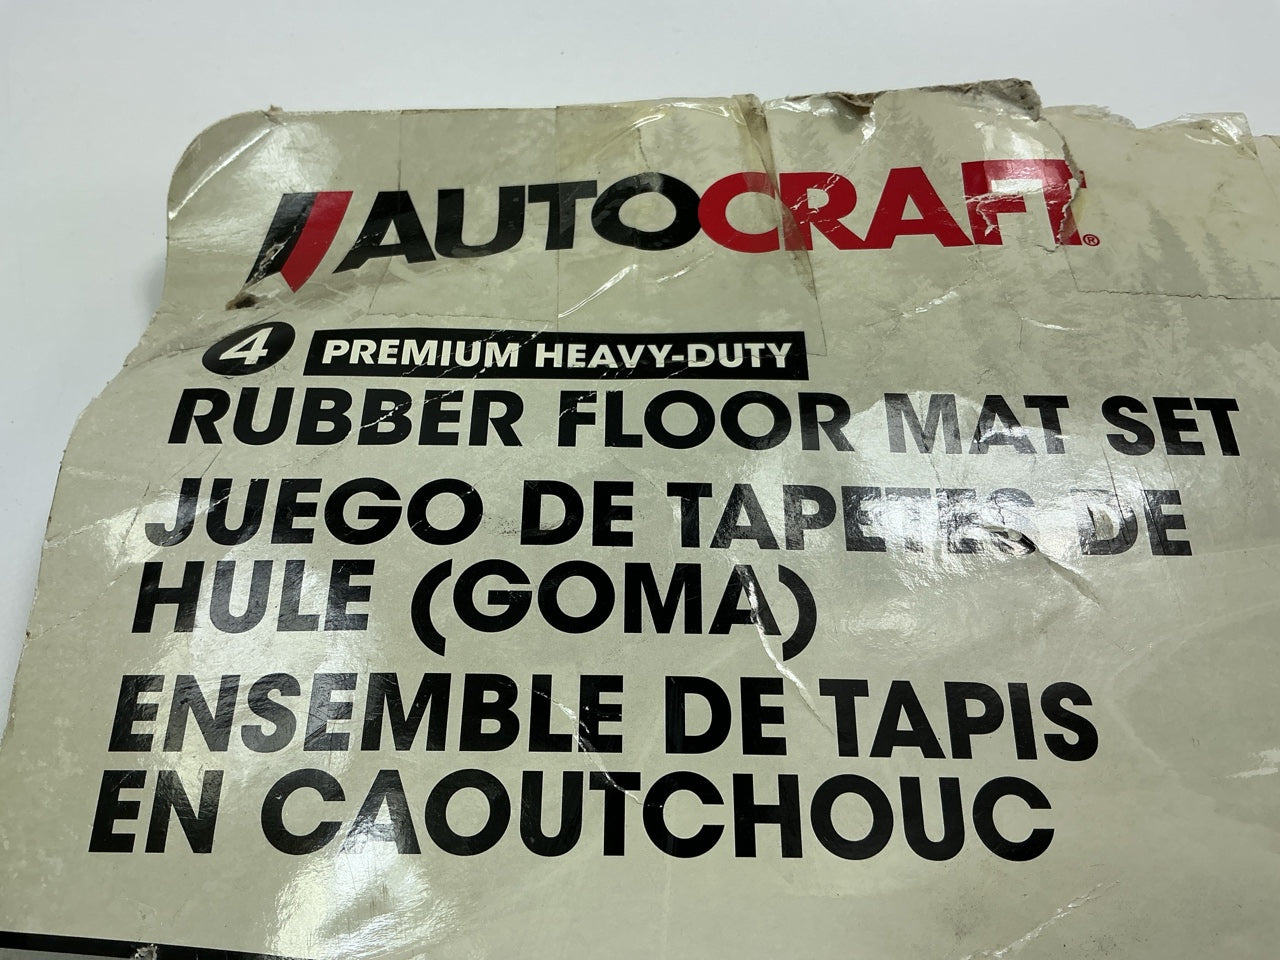 AUTOCRAFT®
4 PREMIUM HEAVY-DUTY
RUBBER FLOOR MAT SET
JUEGO DE TAPETES DE
HULE (GOMA)
ENSEMBLE DE TAPIS
EN CAOUTCHOUC